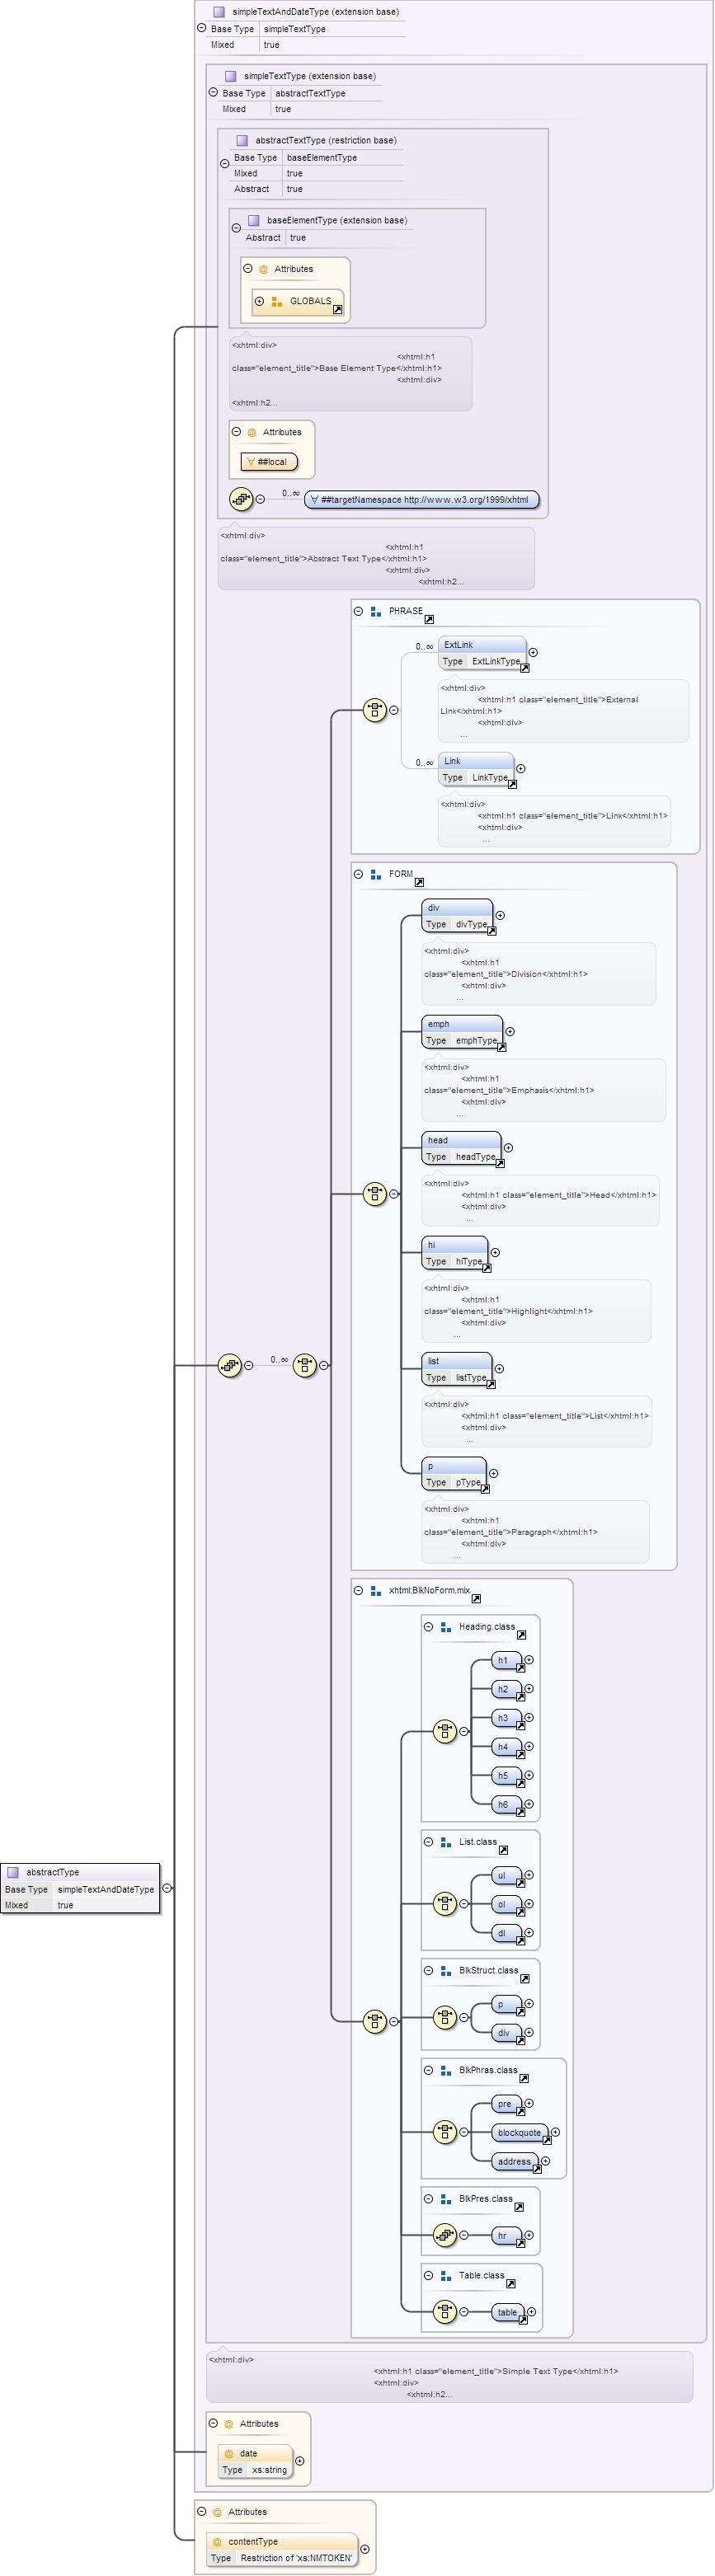 simpleTextAndDateType (extension base)
Base Type simpleTextType
Mixed true
simpleTextType (extension base)
Base Type abstractTextType
Mixed true
abstractTextType (restriction base)
Base Type baseElementType
Mixed true
Abstract true
baseElementType (extension base)
Abstract true
@ Attributes
GLOBALS
<xhtml:div>
<xhtml:h1
class="element_title">Base Element Type</xhtml:h1>
<xhtml:div>
<xhtml:h2...
@ Attributes
##local
0..∞ ##targetNamespace http://www.w3.org/1999/xhtml
<xhtml:div>
<xhtml:h1
class="element_title">Abstract Text Type</xhtml:h1>
<xhtml:div>
<xhtml:h2...
PHRASE
0..∞ ExtLink
Type ExtLinkType
<xhtml:div>
<xhtml:h1 class="element_title">External
Link</xhtml:h1>
<xhtml:div>
...
0..∞ Link
Type LinkType
<xhtml:div>
<xhtml:h1 class="element_title">Link</xhtml:h1>
<xhtml:div>
...
FORM
div
Type divType
<xhtml:div>
<xhtml:h1
class="element_title">Division</xhtml:h1>
<xhtml:div>
...
emph
Type emphType
<xhtml:div>
<xhtml:h1
class="element_title">Emphasis</xhtml:h1>
<xhtml:div>
...
head
Type headType
<xhtml:div>
<xhtml:h1 class="element_title">Head</xhtml:h1>
<xhtml:div>
...
hi
Type hiType
<xhtml:div>
<xhtml:h1
class="element_title">Highlight</xhtml:h1>
<xhtml:div>
...
0..∞
list
Type listType
<xhtml:div>
<xhtml:h1 class="element_title">List</xhtml:h1>
<xhtml:div>
...
p
Type pType
<xhtml:div>
<xhtml:h1
class="element_title">Paragraph</xhtml:h1>
<xhtml:div>
...
xhtml:BlkNoForm.mix
Heading.class
h1
h2
h3
h4
h5
h6
List.class
ul
ol
dl
abstractType
Base Type simpleTextAndDateType
Mixed true
BlkStruct.class
p
div
BlkPhras.class
pre
blockquote
address
BlkPres.class
hr
Table.class
table
<xhtml:div>
<xhtml:h1 class="element_title">Simple Text Type</xhtml:h1>
<xhtml:div>
<xhtml:h2...
@ Attributes
@ date
Type xs:string
@ Attributes
@ contentType
Type Restriction of 'xs:NMTOKEN'